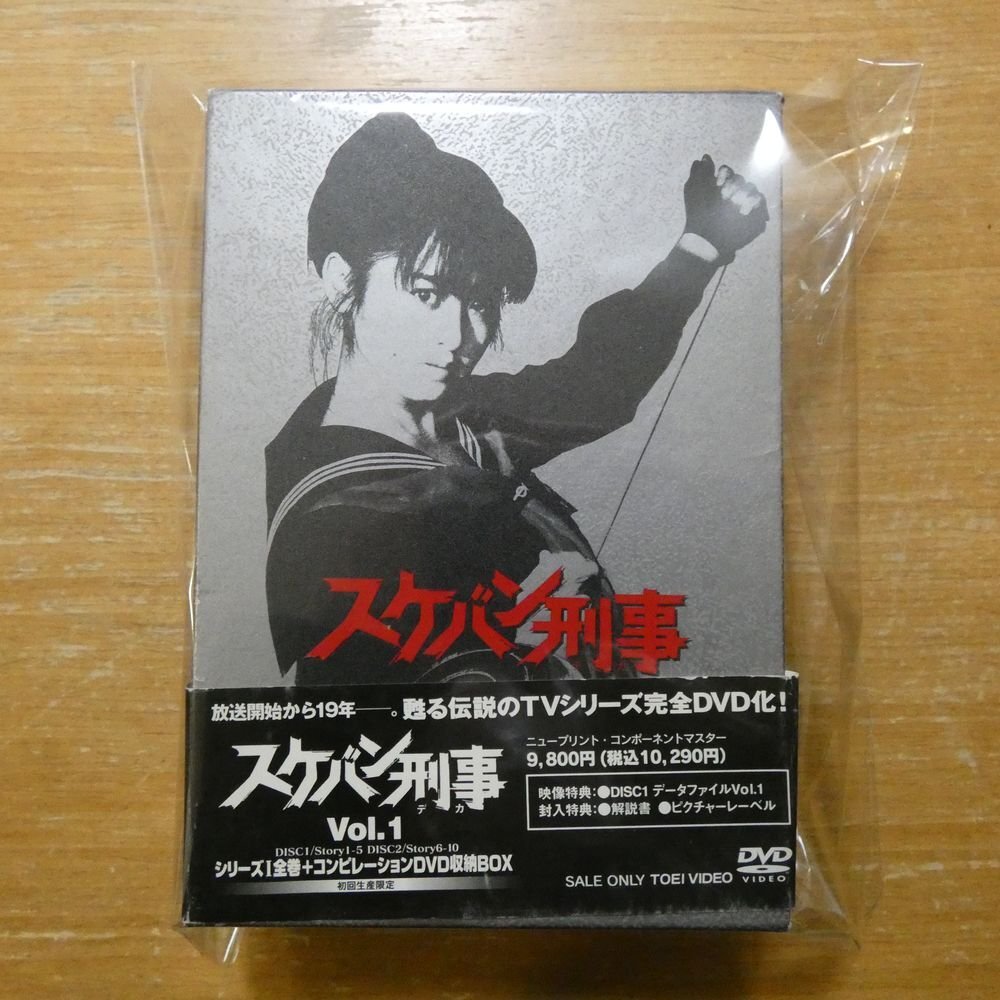 スケバン刑事
放送開始から19年──。甦る伝説のTVシリーズ完全DVD化!
スケバン刑事
デカ
Vol.1
DISC1/Story1-5 DISC2/Story6-10
シリーズI全巻+コンピレーションDVD収納BOX
初回生産限定
ニュープリント・コンポーネントマスター
9,800円(税込10,290円)
映像特典:●DISC1 データファイルVol.1
封入特典:●解説書 ●ピクチャーレーベル
SALE ONLY TOEI VIDEO
DVD
VIDEO